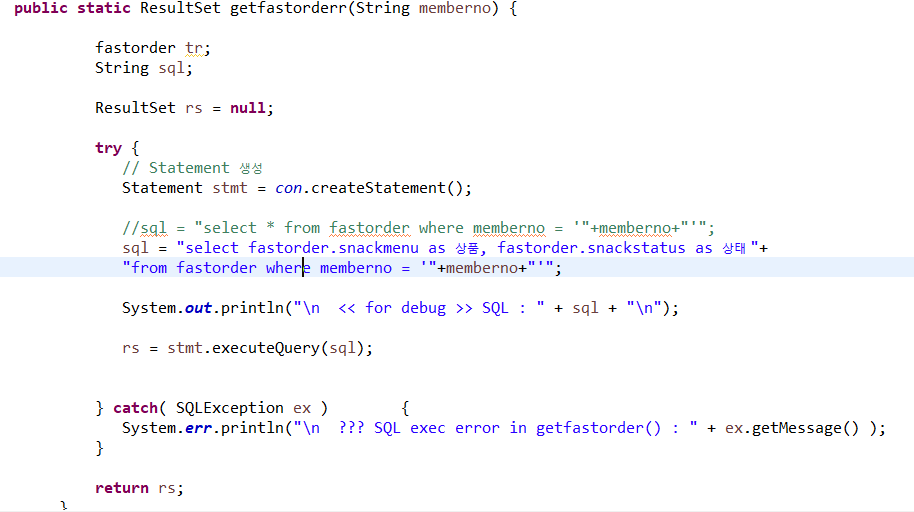 public static ResultSet getfastorderr(String memberno) {
fastorder tr;
String sql;
ResultSet rs = null;
try {
// Statement 생성
Statement stmt = con.createStatement();
//sql = "select * from fastorder where memberno = '"+memberno+"'";
sql = "select fastorder.snackmenu as 상품, fastorder.snackstatus as 상태 "+
"from fastorder where memberno = '"+memberno+"'";
System.out.println("\n  << for debug >> SQL : " + sql + "\n");
rs = stmt.executeQuery(sql);
} catch( SQLException ex )        {
System.err.println("\n  ??? SQL exec error in getfastorder() : " + ex.getMessage() );
}
return rs;
}